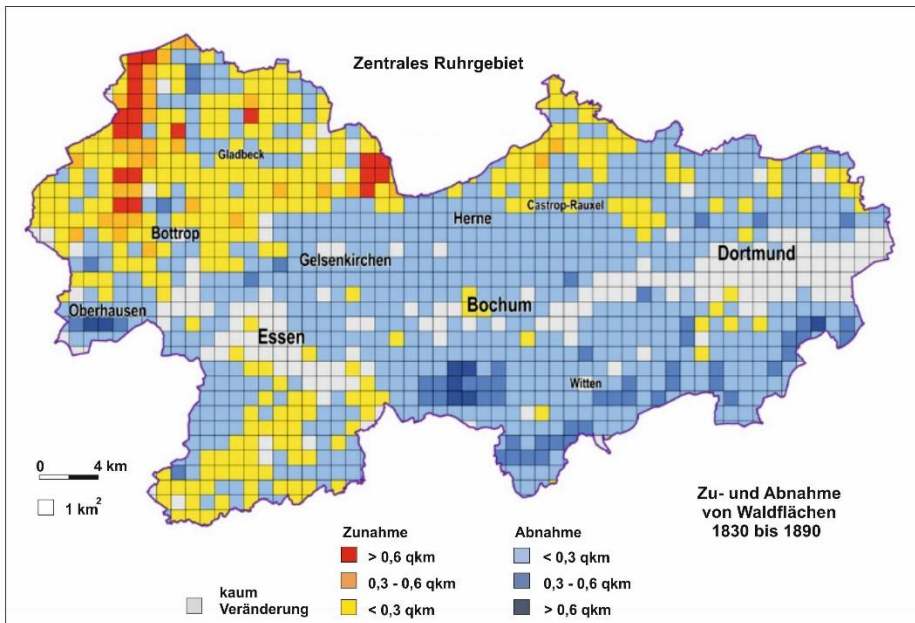 Zentrales Ruhrgebiet
Gladbeck
Castrop-Rauxel
Herne
Bottrop
Dortmund
Gelsenkirchen
Oberhausen
Bochum
Essen
Witten
0 4 km
1 km²
Zu- und Abnahme
von Waldflächen
1830 bis 1890
Zunahme
> 0,6 qkm
0,3 - 0,6 qkm
< 0,3 qkm
Abnahme
< 0,3 qkm
0,3 - 0,6 qkm
> 0,6 qkm
kaum
Veränderung